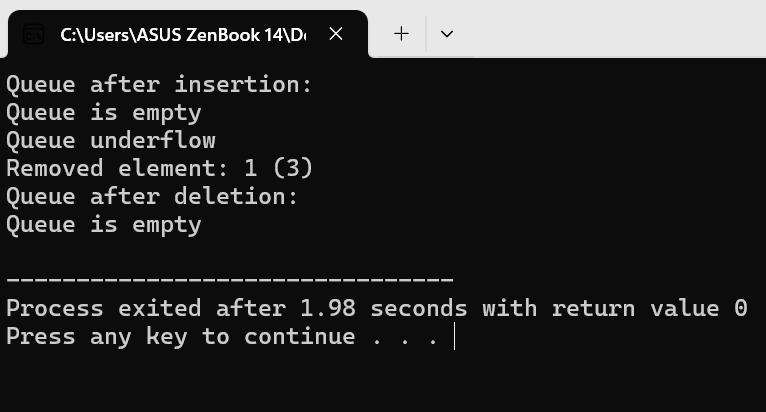 C:\Users\ASUS ZenBook 14\De
Queue after insertion:
Queue is empty
Queue underflow
Removed element: 1 (3)
Queue after deletion:
Queue is empty
--------------------------------
Process exited after 1.98 seconds with return value 0
Press any key to continue . . .